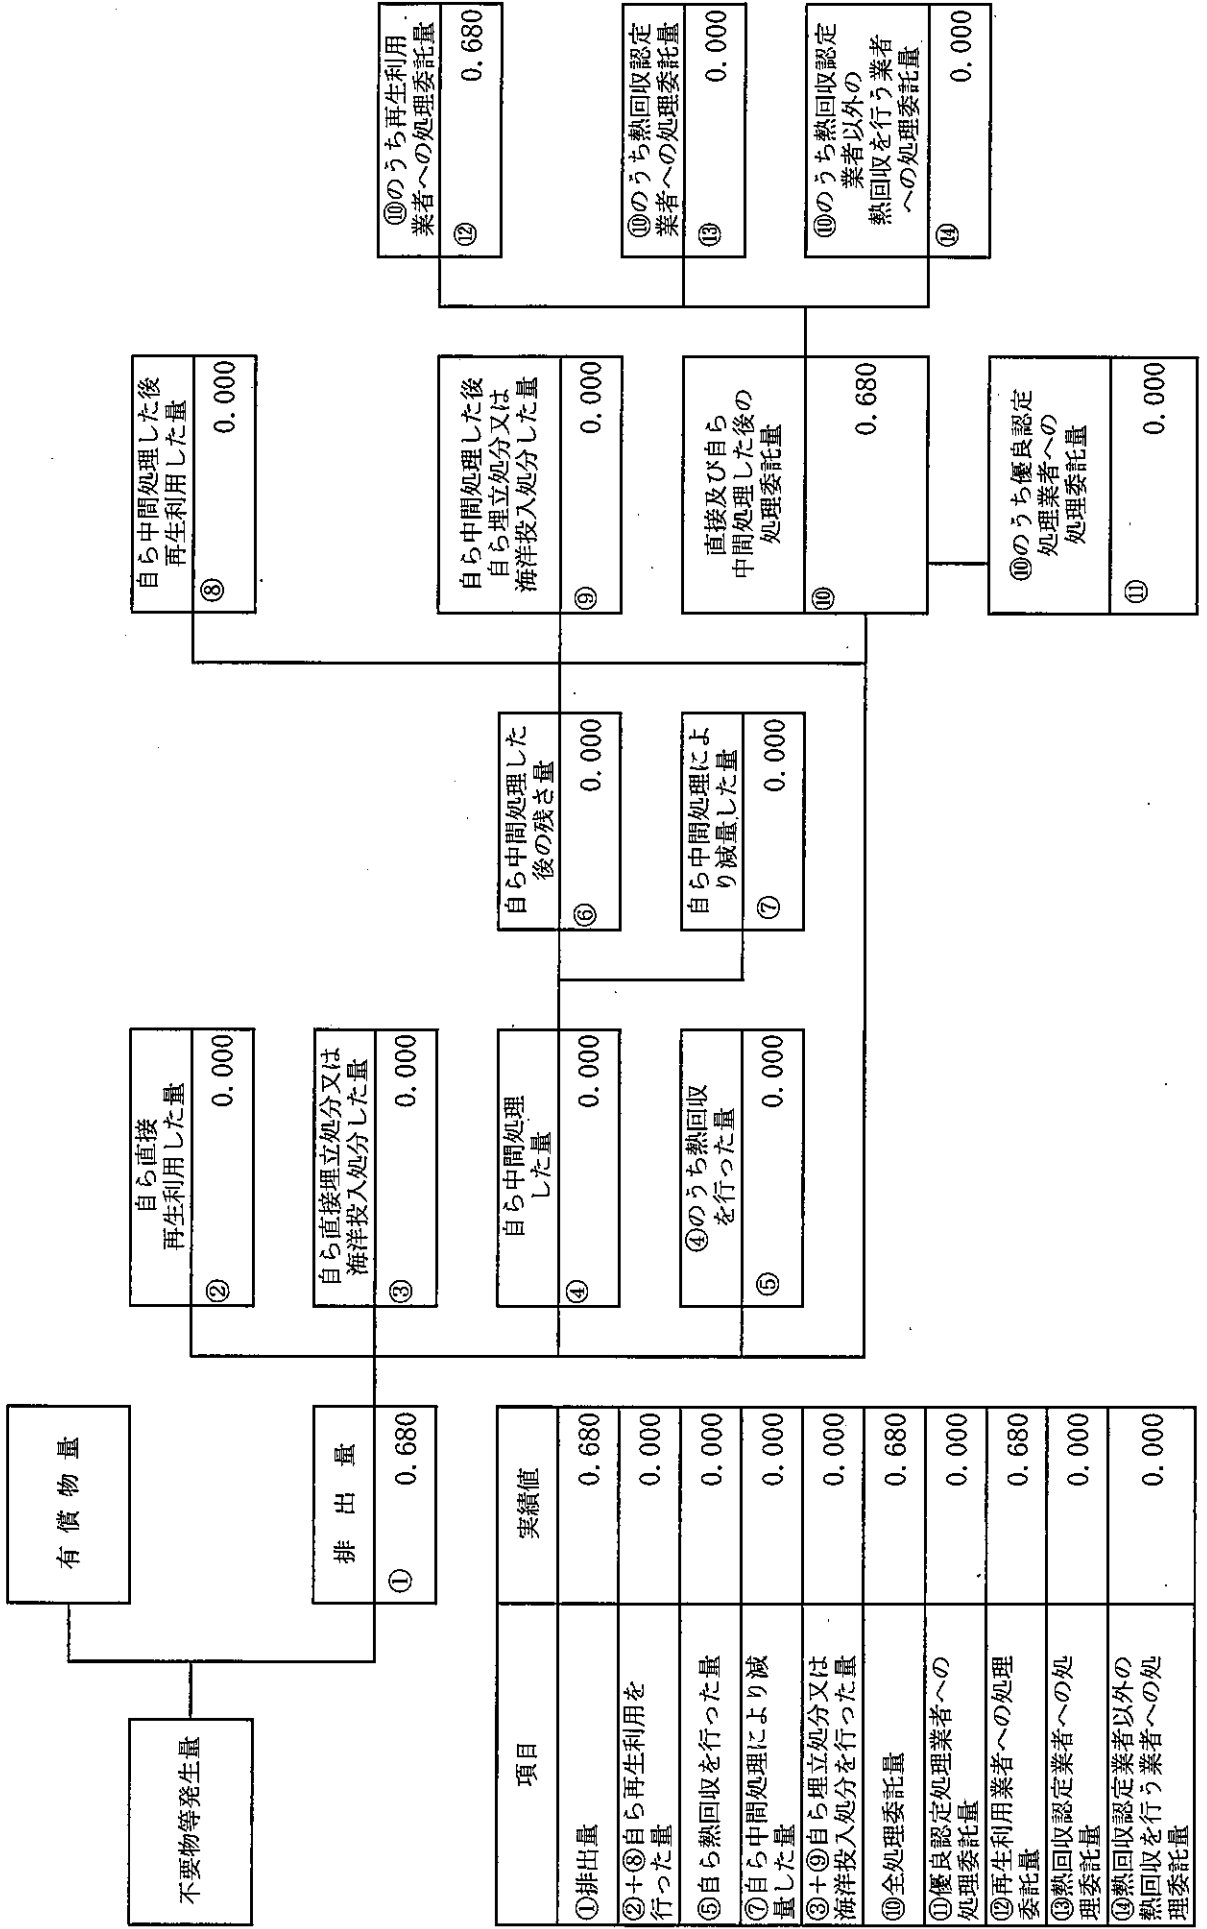 不要物等発生量
有償物量
排出量
① 0.680
自ら直接
再生利用した量
② 0.000
自ら直接埋立処分又は
海洋投入処分した量
③ 0.000
自ら中間処理
した量
④ 0.000
④のうち熱回収
を行った量
⑤ 0.000
自ら中間処理した
後の残さ量
⑥ 0.000
自ら中間処理によ
り減量した量
⑦ 0.000
自ら中間処理した後
再生利用した量
⑧ 0.000
自ら中間処理した後
自ら埋立処分又は
海洋投入処分した量
⑨ 0.000
直接及び自ら
中間処理した後の
処理委託量
⑩ 0.680
⑩のうち優良認定
処理業者への
処理委託量
⑪ 0.000
⑩のうち再生利用
業者への処理委託量
⑫ 0.680
⑩のうち熱回収認定
業者への処理委託量
⑬ 0.000
⑩のうち熱回収認定
業者以外の
熱回収を行う業者
への処理委託量
⑭ 0.000
項目 実績値
①排出量 0.680
②+⑧自ら再生利用を
行った量 0.000
⑤自ら熱回収を行った量 0.000
⑦自ら中間処理により減
量した量 0.000
③+⑨自ら埋立処分又は
海洋投入処分を行った量 0.000
⑩全処理委託量 0.680
⑪優良認定処理業者への
処理委託量 0.000
⑫再生利用業者への処理
委託量 0.680
⑬熱回収認定業者への処
理委託量 0.000
⑭熱回収認定業者以外の
熱回収を行う業者への処
理委託量 0.000